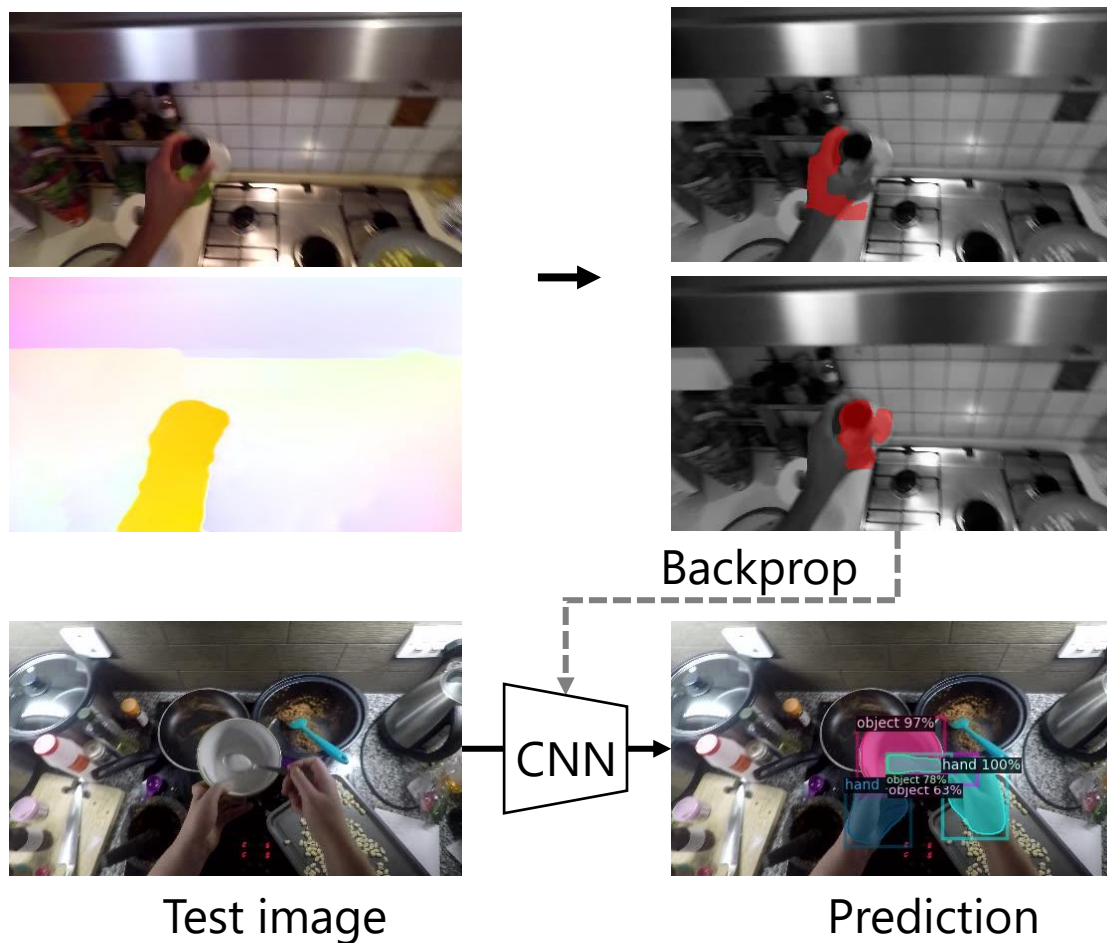 Backprop
CNN
object 97%
hand 100%
object 78%
hand
object 63%
Test image
Prediction